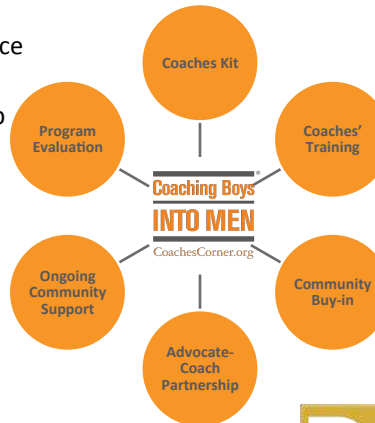 ce
Coaches Kit
Program
Evaluation
Coaches'
Training
Coaching Boys®
INTO MEN
CoachesCorner.org
Ongoing
Community
Support
Community
Buy-in
Advocate-
Coach
Partnership